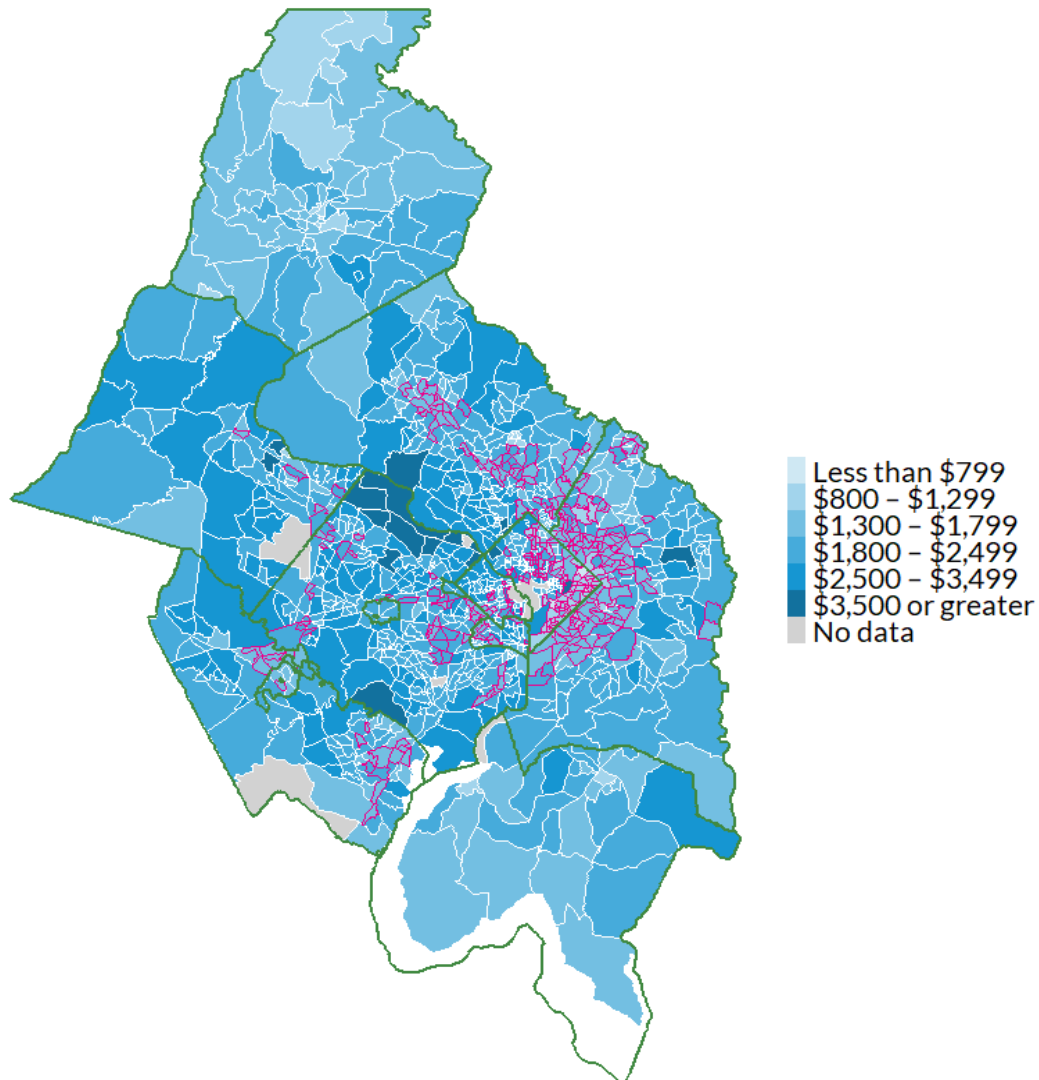 Less than $799
$800 – $1,299
$1,300 – $1,799
$1,800 – $2,499
$2,500 – $3,499
$3,500 or greater
No data